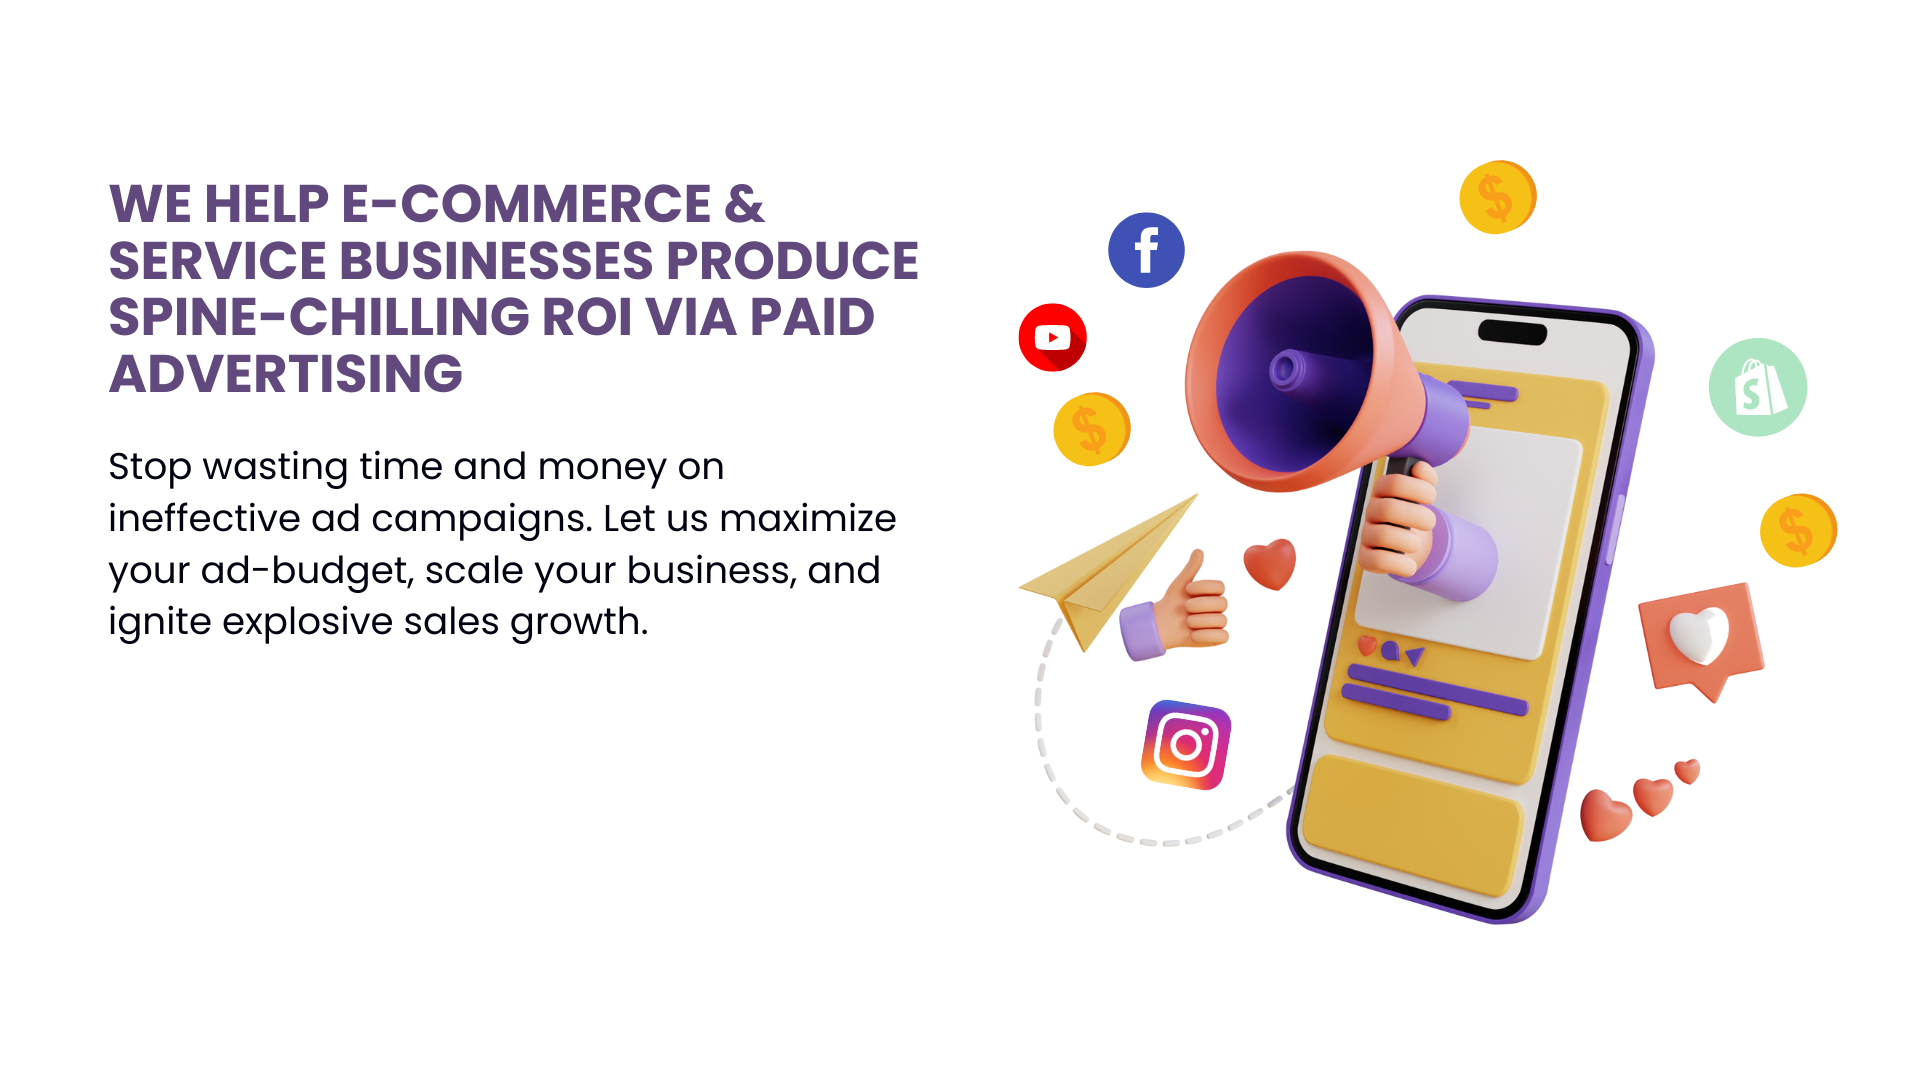 WE HELP E-COMMERCE &
SERVICE BUSINESSES PRODUCE
SPINE-CHILLING ROI VIA PAID
ADVERTISING
Stop wasting time and money on
ineffective ad campaigns. Let us maximize
your ad-budget, scale your business, and
ignite explosive sales growth.